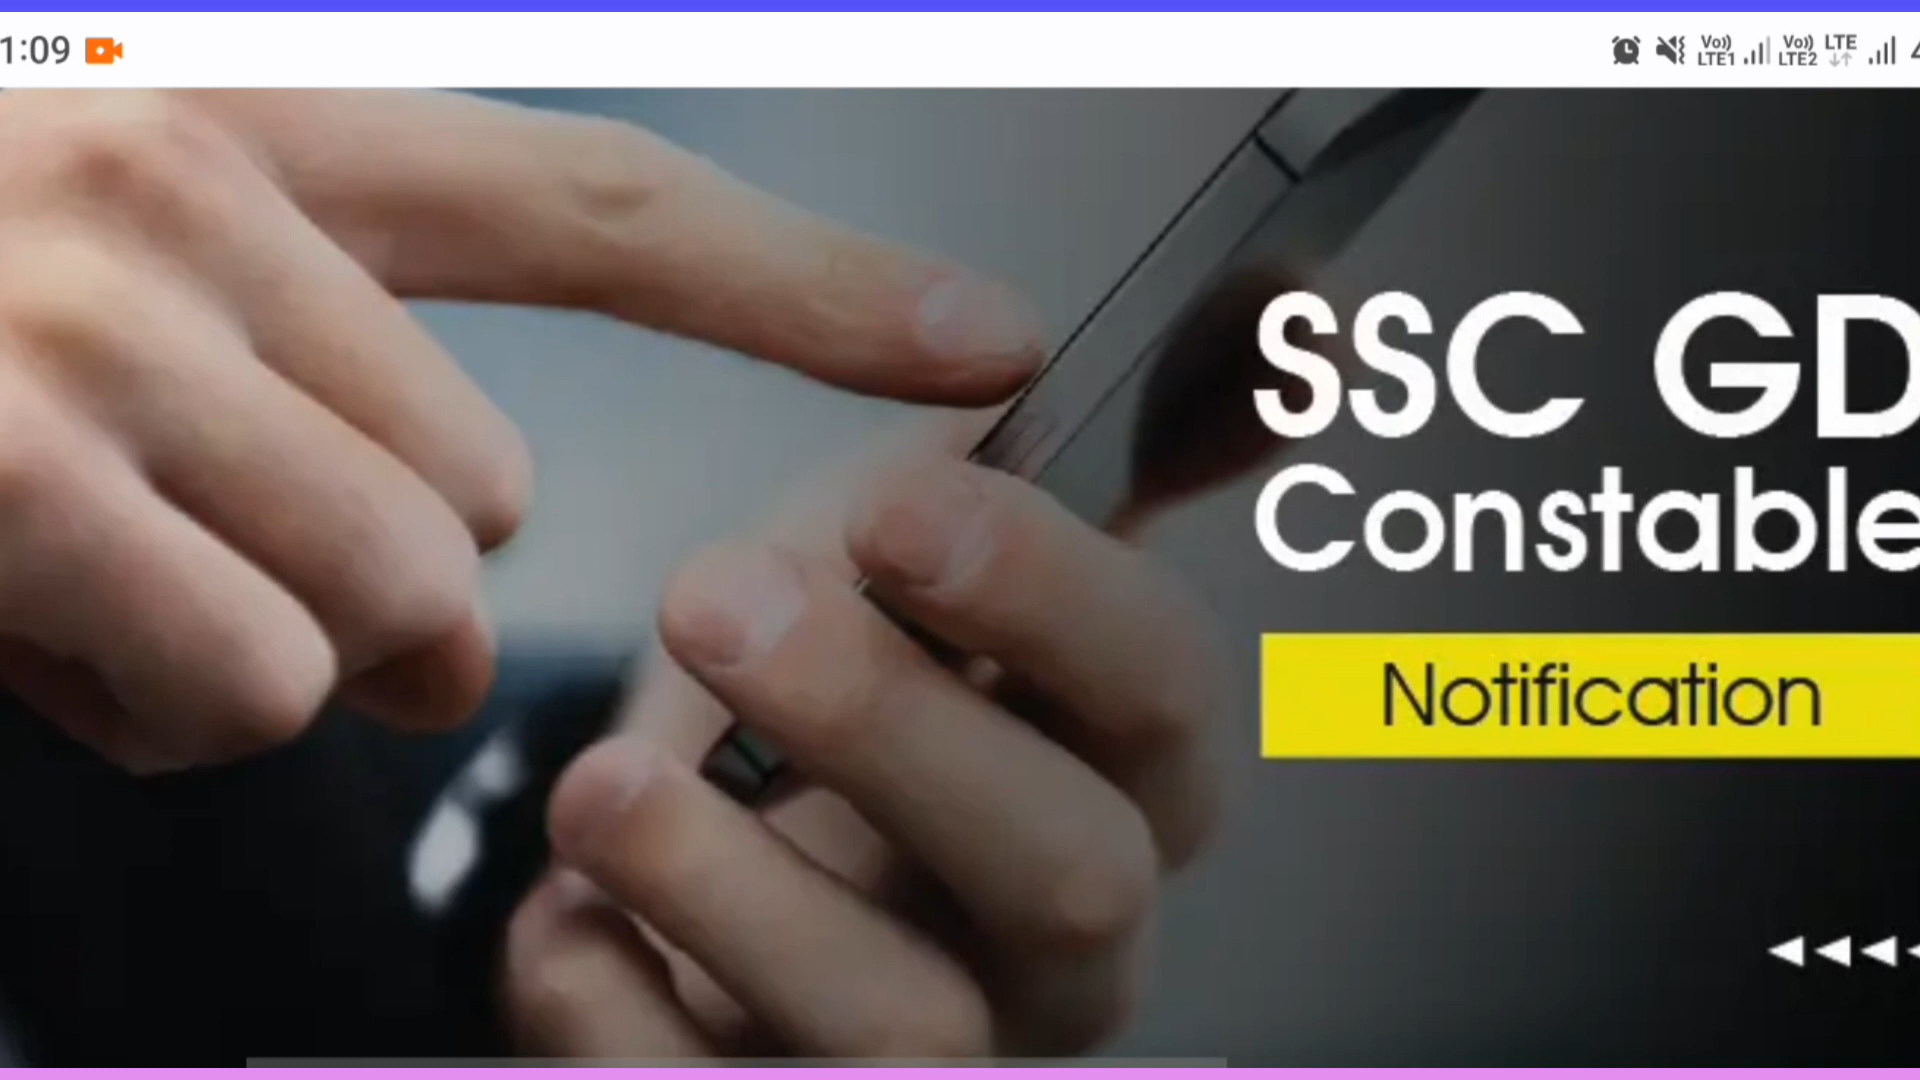 1:09
Vo)) LTE1 Vo)) LTE2 LTE
SSC GD
Constable
Notification